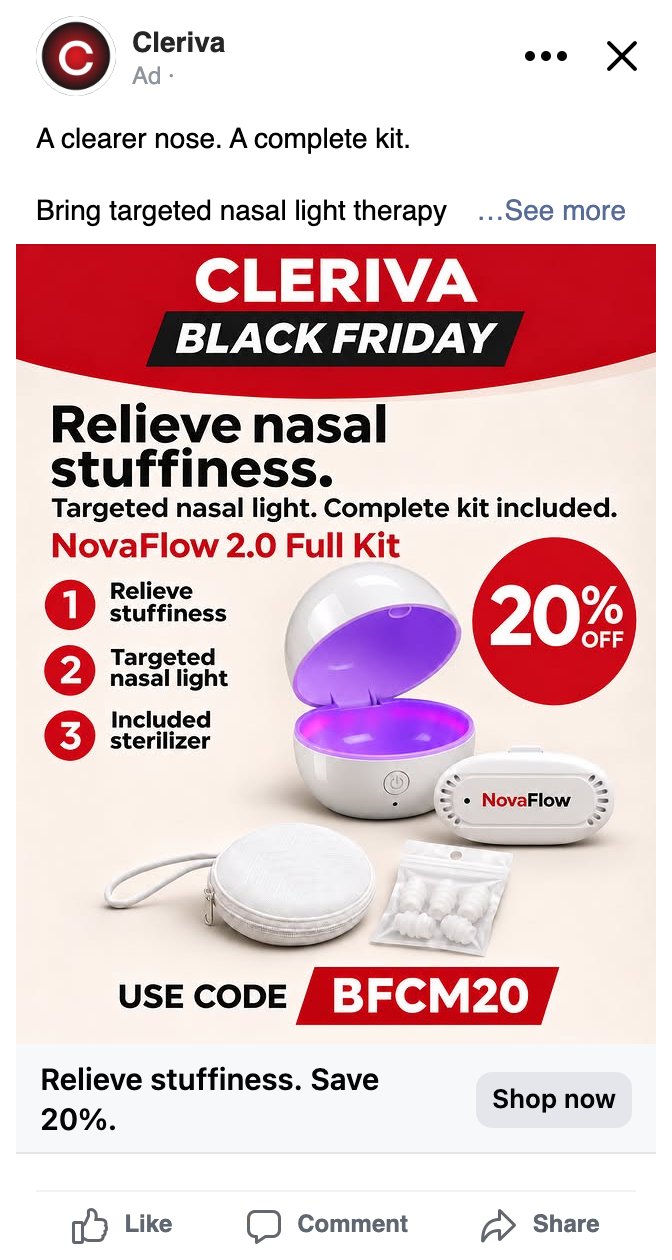 Cleriva
Ad ·
A clearer nose. A complete kit.
Bring targeted nasal light therapy ...See more
CLERIVA
BLACK FRIDAY
Relieve nasal
stuffiness.
Targeted nasal light. Complete kit included.
NovaFlow 2.0 Full Kit
1 Relieve
stuffiness
2 Targeted
nasal light
3 Included
sterilizer
20%
OFF
NovaFlow
USE CODE BFCM20
Relieve stuffiness. Save
20%.
Shop now
Like
Comment
Share